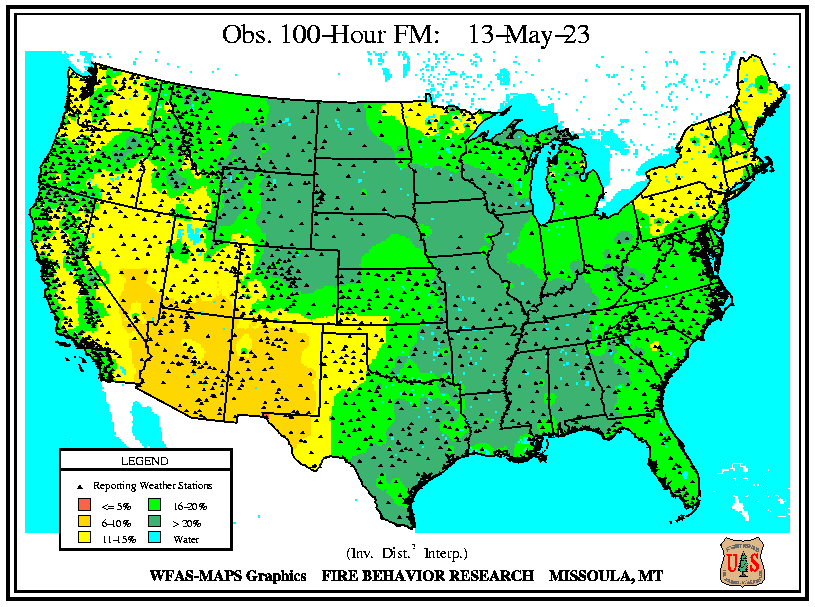 Obs. 100-Hour FM: 13-May-23
LEGEND
Reporting Weather Stations
<= 5% 16-20%
6-10% > 20%
11-15% Water
(Inv. Dist.² Interp.)
WFAS-MAPS Graphics FIRE BEHAVIOR RESEARCH MISSOULA, MT
U S